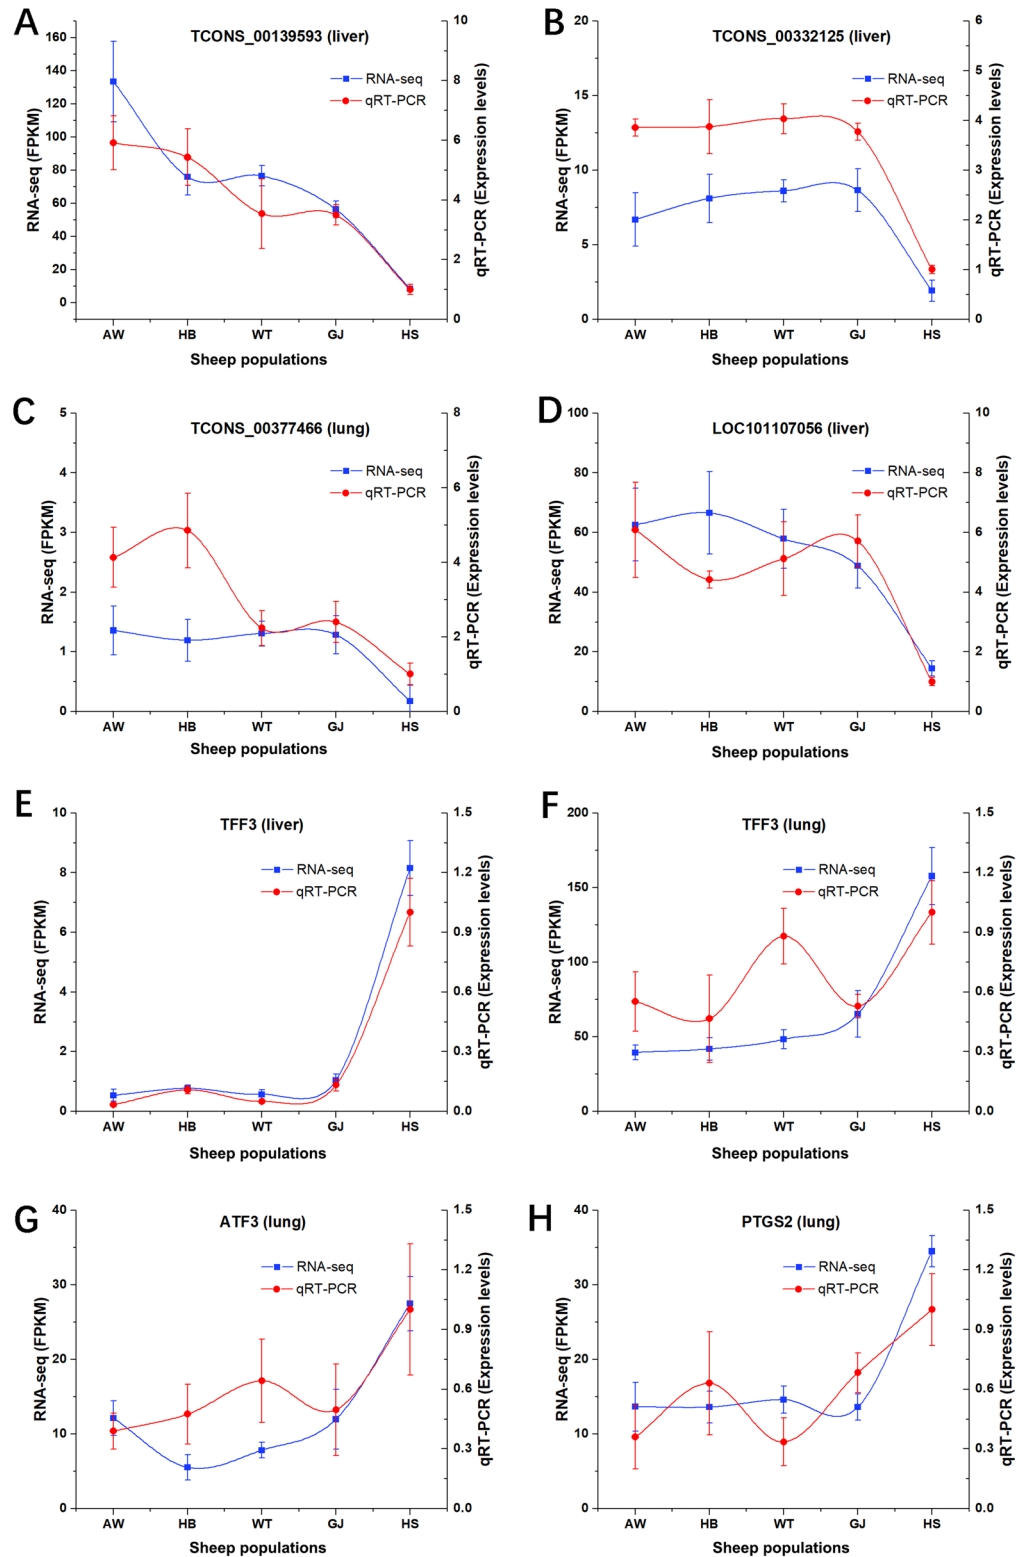 A
TCONS_00139593 (liver)
RNA-seq
qRT-PCR
RNA-seq (FPKM)
160
140
120
100
80
60
40
20
0
qRT-PCR (Expression levels)
10
8
6
4
2
0
AW HB WT GJ HS
Sheep populations
B
TCONS_00332125 (liver)
RNA-seq
qRT-PCR
RNA-seq (FPKM)
20
15
10
5
0
qRT-PCR (Expression levels)
6
5
4
3
2
1
0
AW HB WT GJ HS
Sheep populations
C
TCONS_00377466 (lung)
RNA-seq
qRT-PCR
RNA-seq (FPKM)
5
4
3
2
1
0
qRT-PCR (Expression levels)
8
6
4
2
0
AW HB WT GJ HS
Sheep populations
D
LOC101107056 (liver)
RNA-seq
qRT-PCR
RNA-seq (FPKM)
100
80
60
40
20
0
qRT-PCR (Expression levels)
10
8
6
4
2
0
AW HB WT GJ HS
Sheep populations
E
TFF3 (liver)
RNA-seq
qRT-PCR
RNA-seq (FPKM)
10
8
6
4
2
0
qRT-PCR (Expression levels)
1.5
1.2
0.9
0.6
0.3
0.0
AW HB WT GJ HS
Sheep populations
F
TFF3 (lung)
RNA-seq
qRT-PCR
RNA-seq (FPKM)
200
150
100
50
0
qRT-PCR (Expression levels)
1.5
1.2
0.9
0.6
0.3
0.0
AW HB WT GJ HS
Sheep populations
G
ATF3 (lung)
RNA-seq
qRT-PCR
RNA-seq (FPKM)
40
30
20
10
0
qRT-PCR (Expression levels)
1.5
1.2
0.9
0.6
0.3
0.0
AW HB WT GJ HS
Sheep populations
H
PTGS2 (lung)
RNA-seq
qRT-PCR
RNA-seq (FPKM)
40
30
20
10
0
qRT-PCR (Expression levels)
1.5
1.2
0.9
0.6
0.3
0.0
AW HB WT GJ HS
Sheep populations